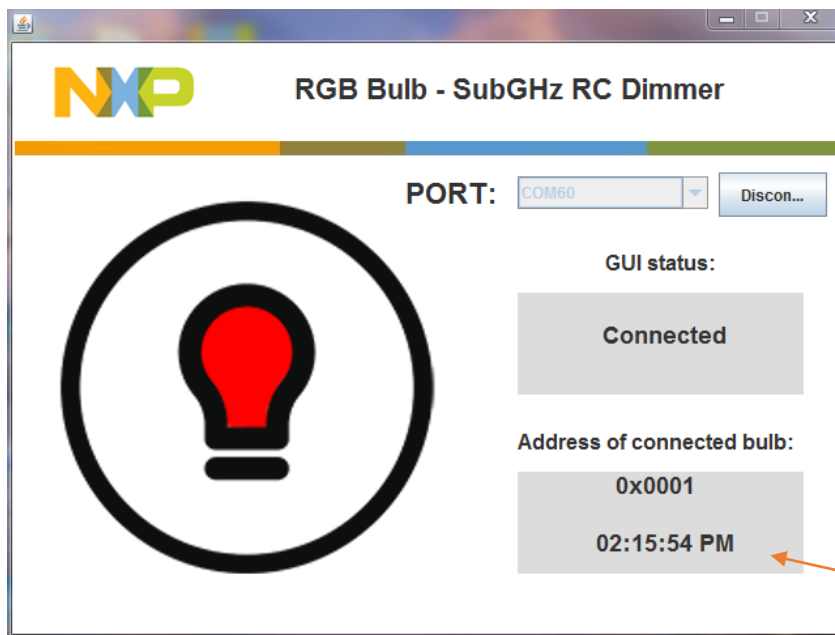 NXP
RGB Bulb - SubGHz RC Dimmer
PORT:
COM60
Discon...
GUI status:
Connected
Address of connected bulb:
0x0001
02:15:54 PM